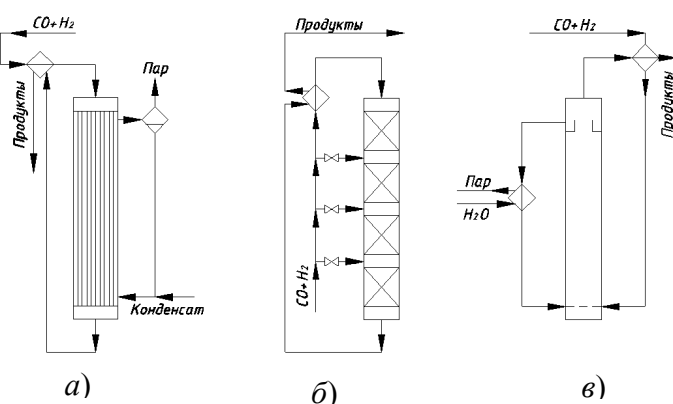 CO+H₂
Продукты
Пар
Конденсат
а)
Продукты
CO+H₂
б)
CO+H₂
Продукты
Пар
H₂O
в)